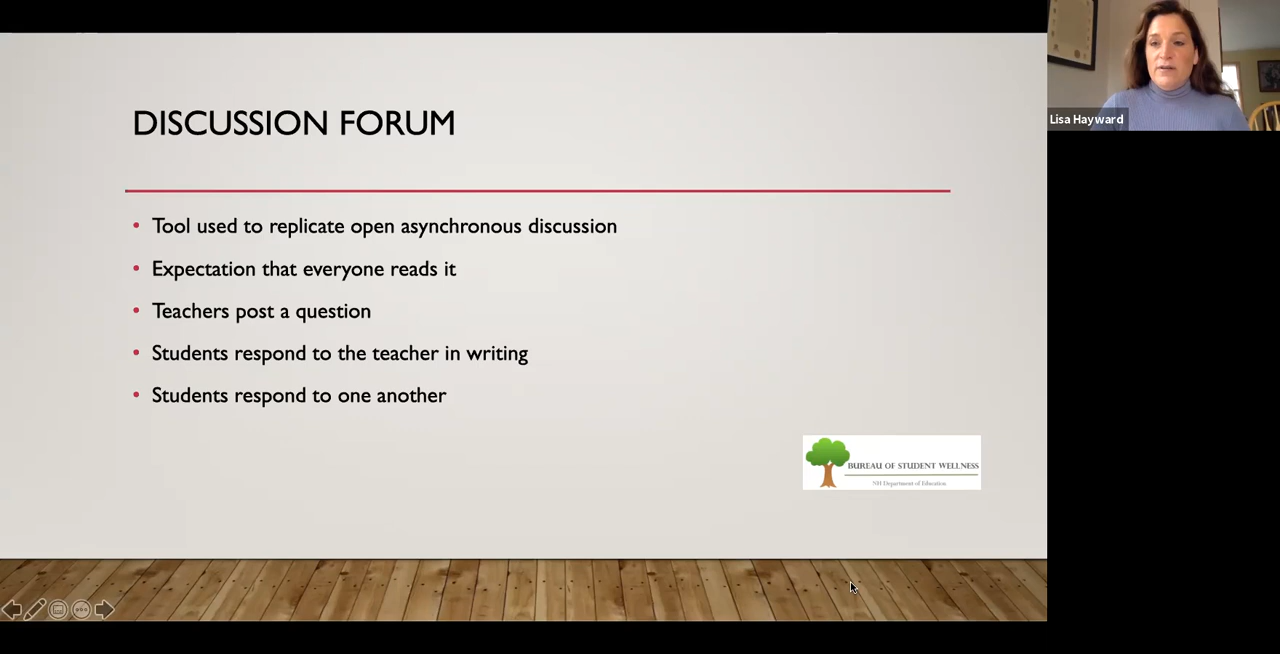 DISCUSSION FORUM
Tool used to replicate open asynchronous discussion
Expectation that everyone reads it
Teachers post a question
Students respond to the teacher in writing
Students respond to one another
BUREAU OF STUDENT WELLNESS
NH Department of Education
Lisa Hayward